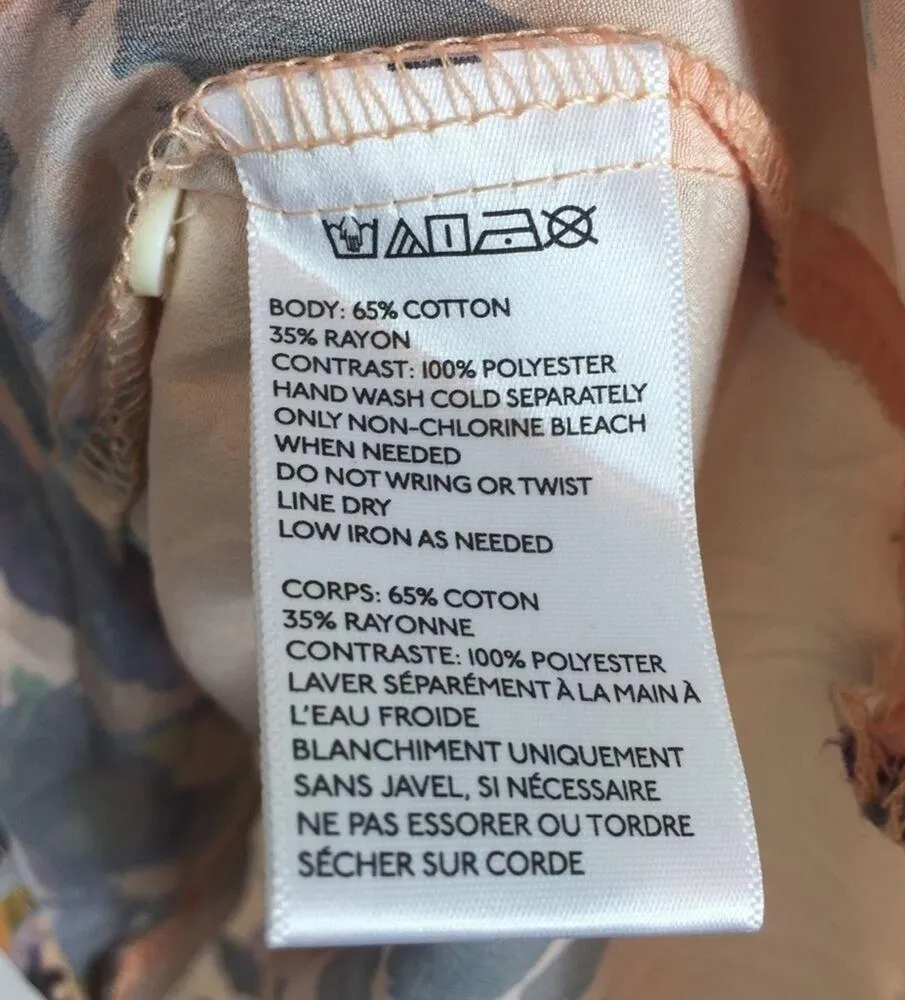 BODY: 65% COTTON
35% RAYON
CONTRAST: 100% POLYESTER
HAND WASH COLD SEPARATELY
ONLY NON-CHLORINE BLEACH
WHEN NEEDED
DO NOT WRING OR TWIST
LINE DRY
LOW IRON AS NEEDED
CORPS: 65% COTON
35% RAYONNE
CONTRASTE: 100% POLYESTER
LAVER SÉPARÉMENT À LA MAIN À
L'EAU FROIDE
BLANCHIMENT UNIQUEMENT
SANS JAVEL, SI NÉCESSAIRE
NE PAS ESSORER OU TORDRE
SÉCHER SUR CORDE